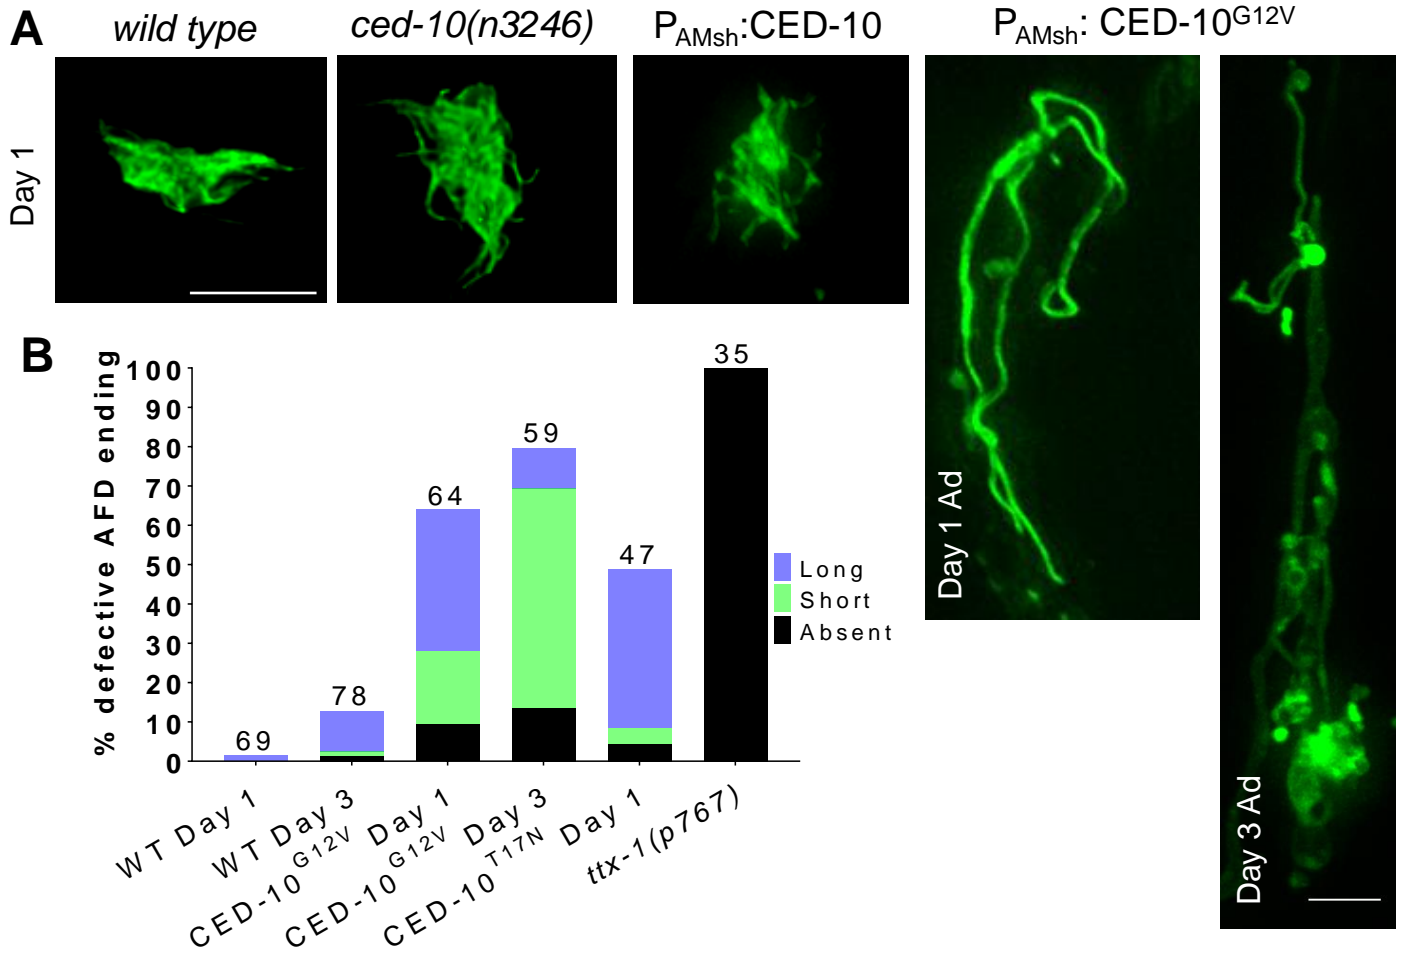 A
wild type
ced-10(n3246)
PAMsh:CED-10
PAMsh: CED-10G12V
Day 1
Day 1 Ad
Day 3 Ad
B
% defective AFD ending
100
90
80
70
60
50
40
30
20
10
0
69
78
64
59
47
35
Long
Short
Absent
WT Day 1
WT Day 3
CED-10G12V Day 1
CED-10G12V Day 3
CED-10T17N Day 1
ttx-1(p767)